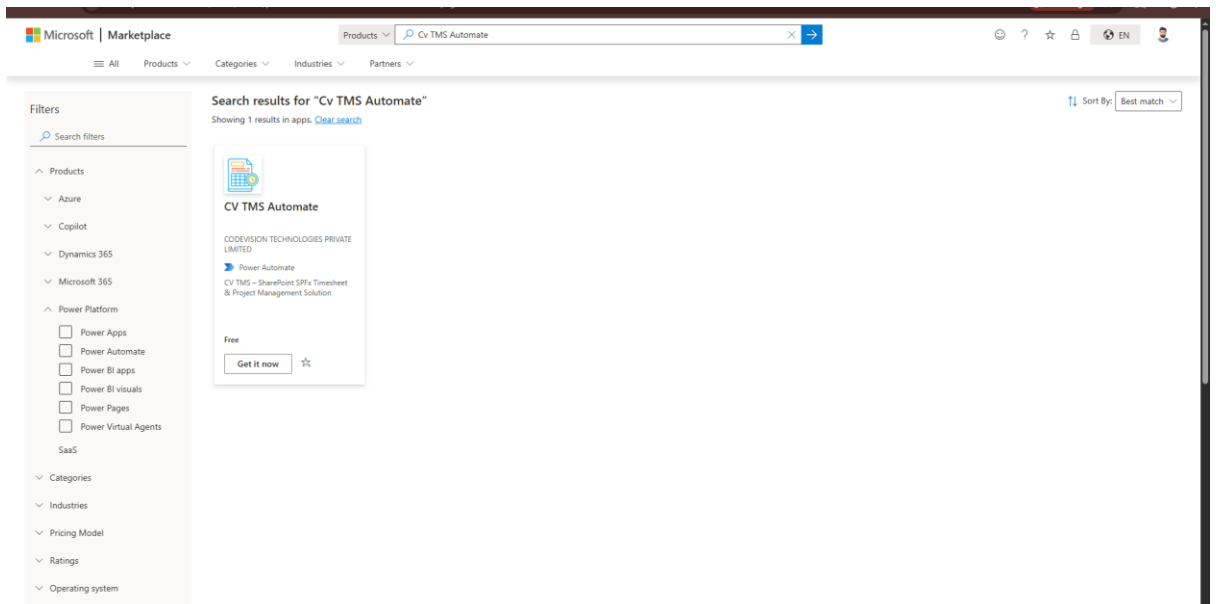 Microsoft | Marketplace
Products
Cv TMS Automate
EN
All
Products
Categories
Industries
Partners
Filters
Search filters
Products
Azure
Copilot
Dynamics 365
Microsoft 365
Power Platform
Power Apps
Power Automate
Power BI apps
Power BI visuals
Power Pages
Power Virtual Agents
SaaS
Categories
Industries
Pricing Model
Ratings
Operating system
Search results for "Cv TMS Automate"
Showing 1 results in apps. Clear search
Sort By: Best match
CV TMS Automate
CODEVISION TECHNOLOGIES PRIVATE
LIMITED
Power Automate
CV TMS – SharePoint SPFx Timesheet
& Project Management Solution
Free
Get it now